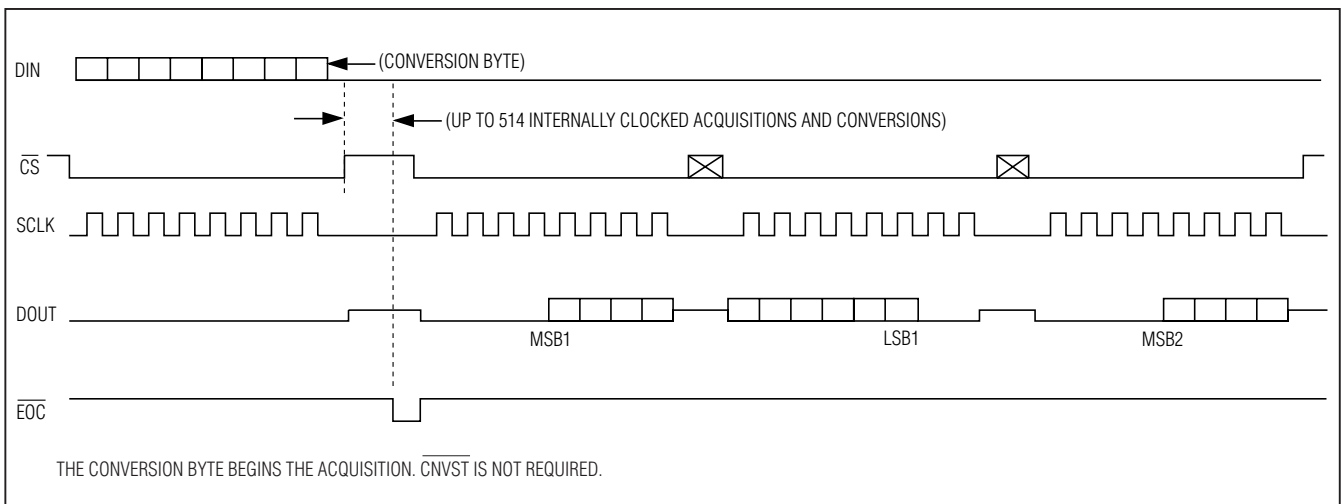 DIN
(CONVERSION BYTE)
(UP TO 514 INTERNALLY CLOCKED ACQUISITIONS AND CONVERSIONS)
CS
SCLK
DOUT
MSB1
LSB1
MSB2
EOC
THE CONVERSION BYTE BEGINS THE ACQUISITION. CNVST IS NOT REQUIRED.